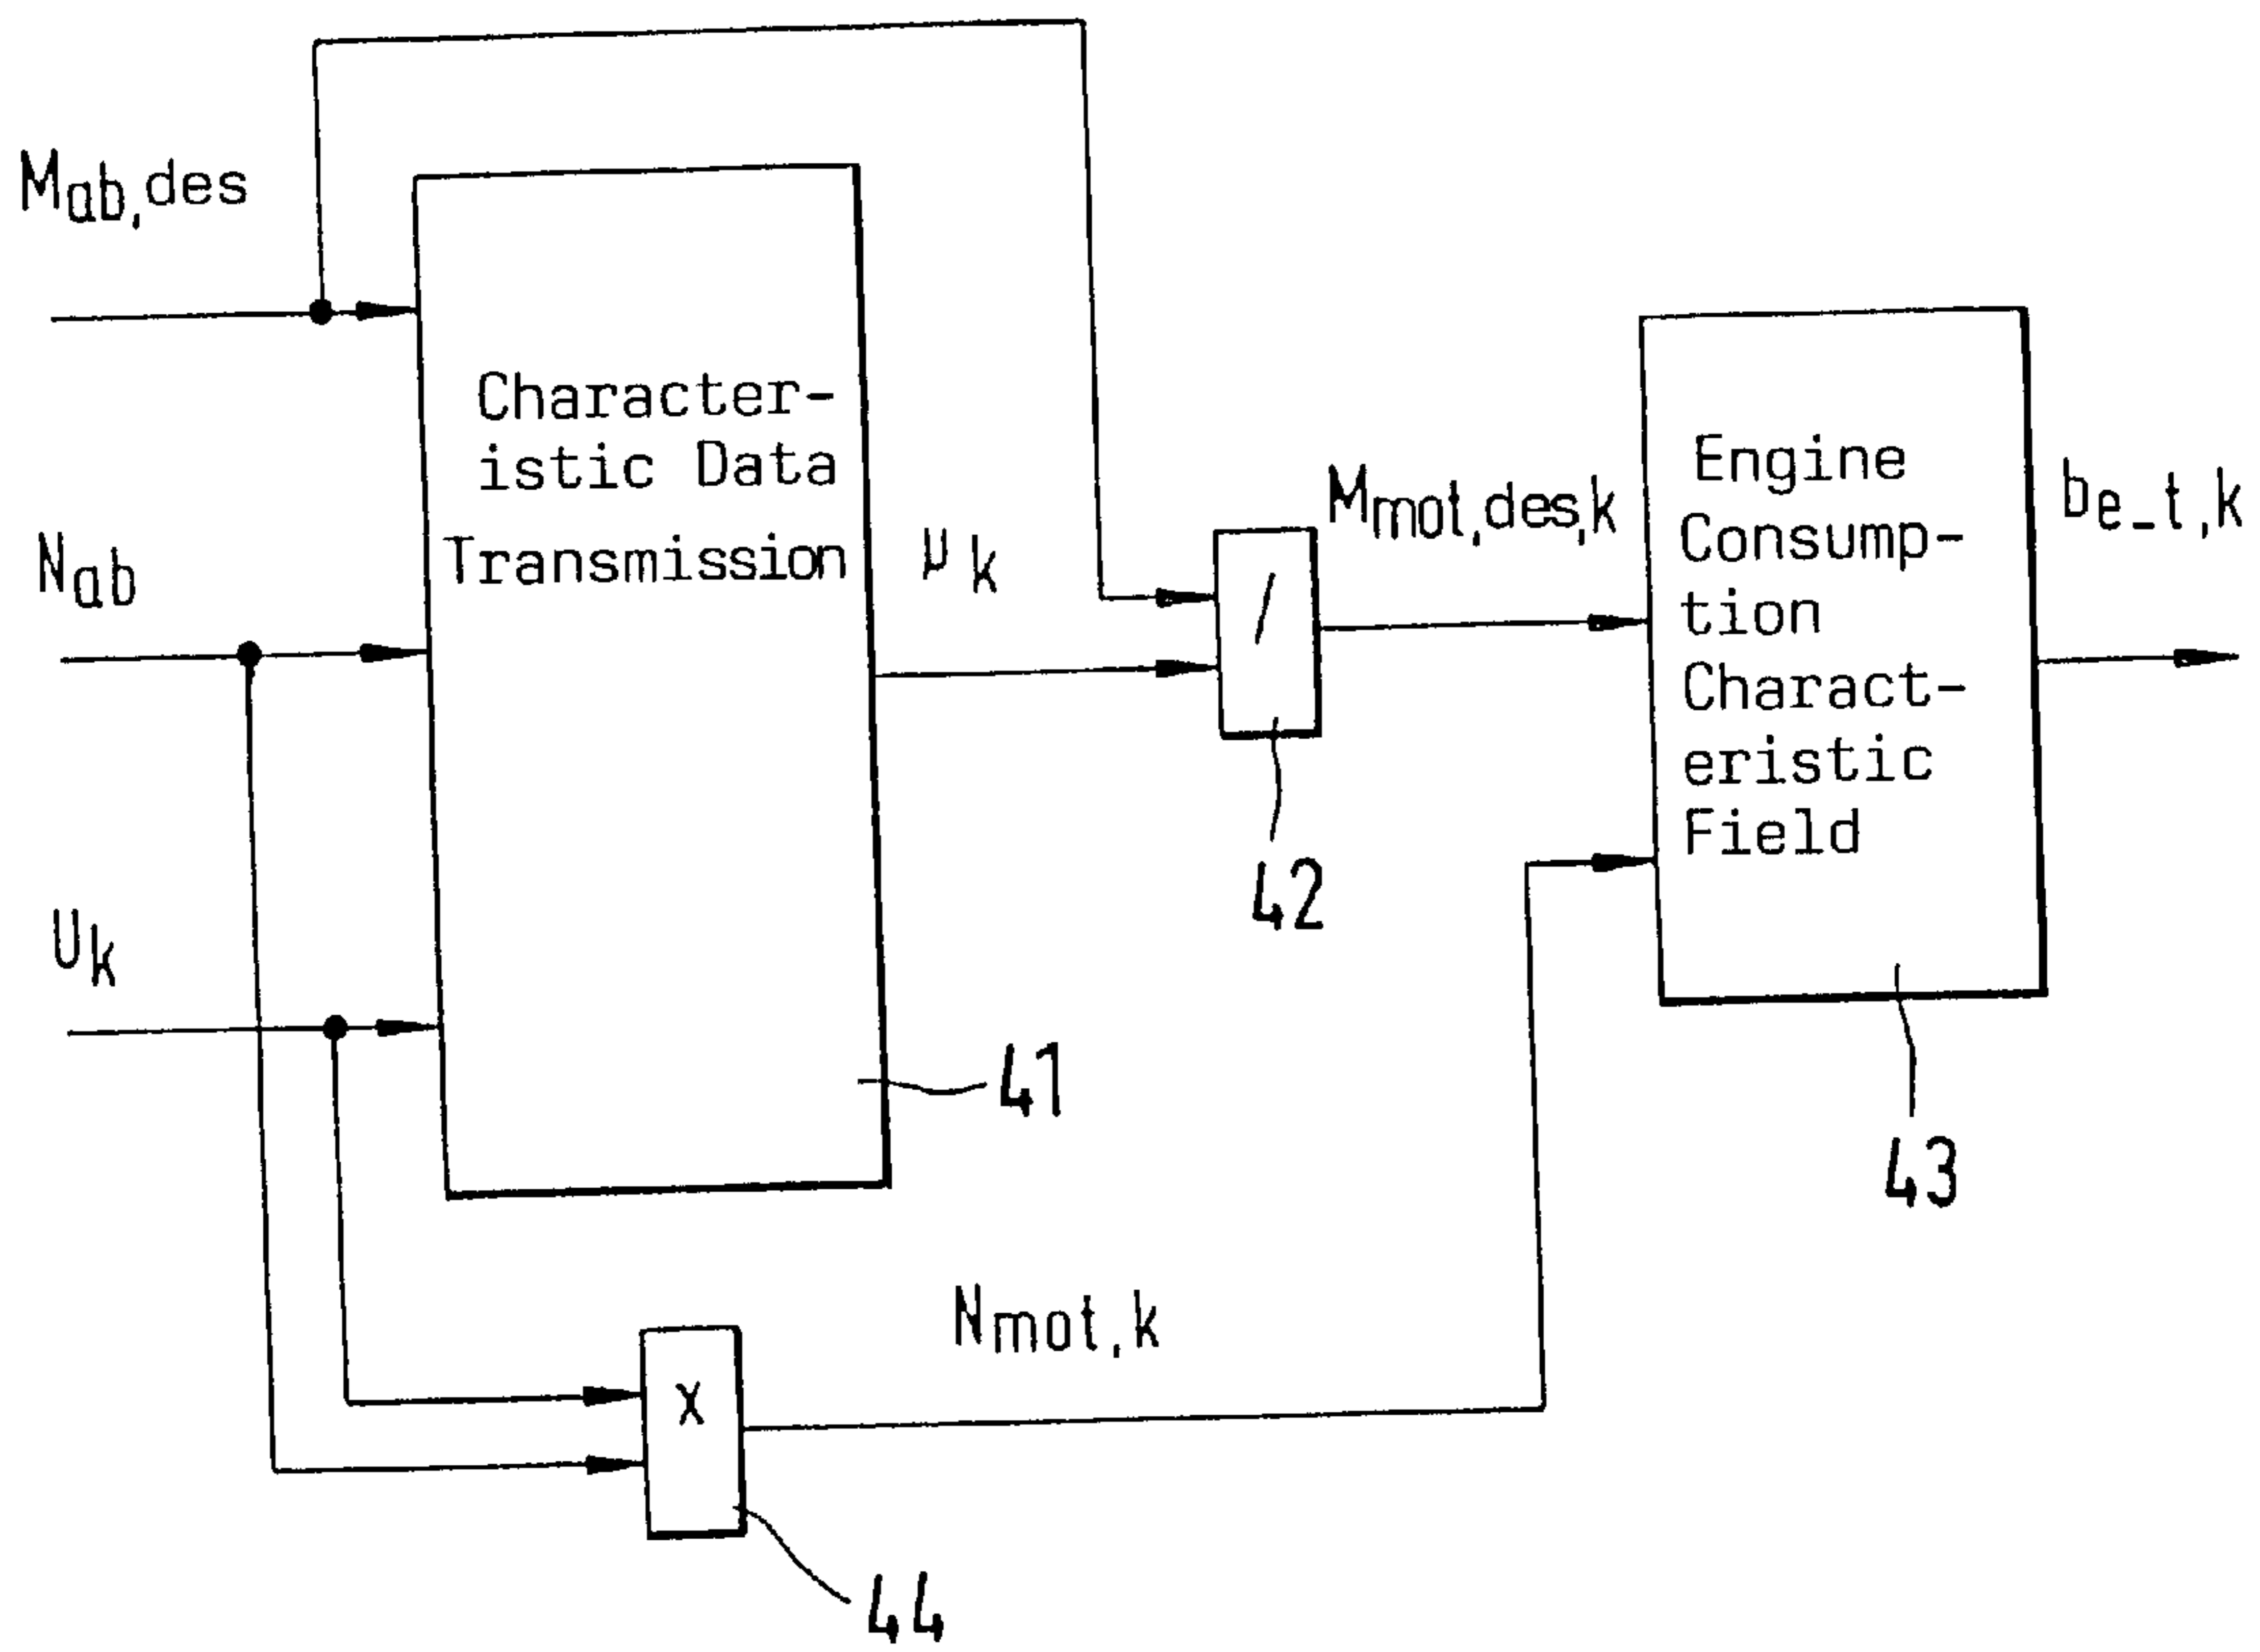 Mab,des
Character-
istic Data
Transmission
Nab
μk
Mmot,des,k
/
Engine
Consump-
tion
Charact-
eristic
Field
be_t,k
42
Uk
41
43
Nmot,k
x
44